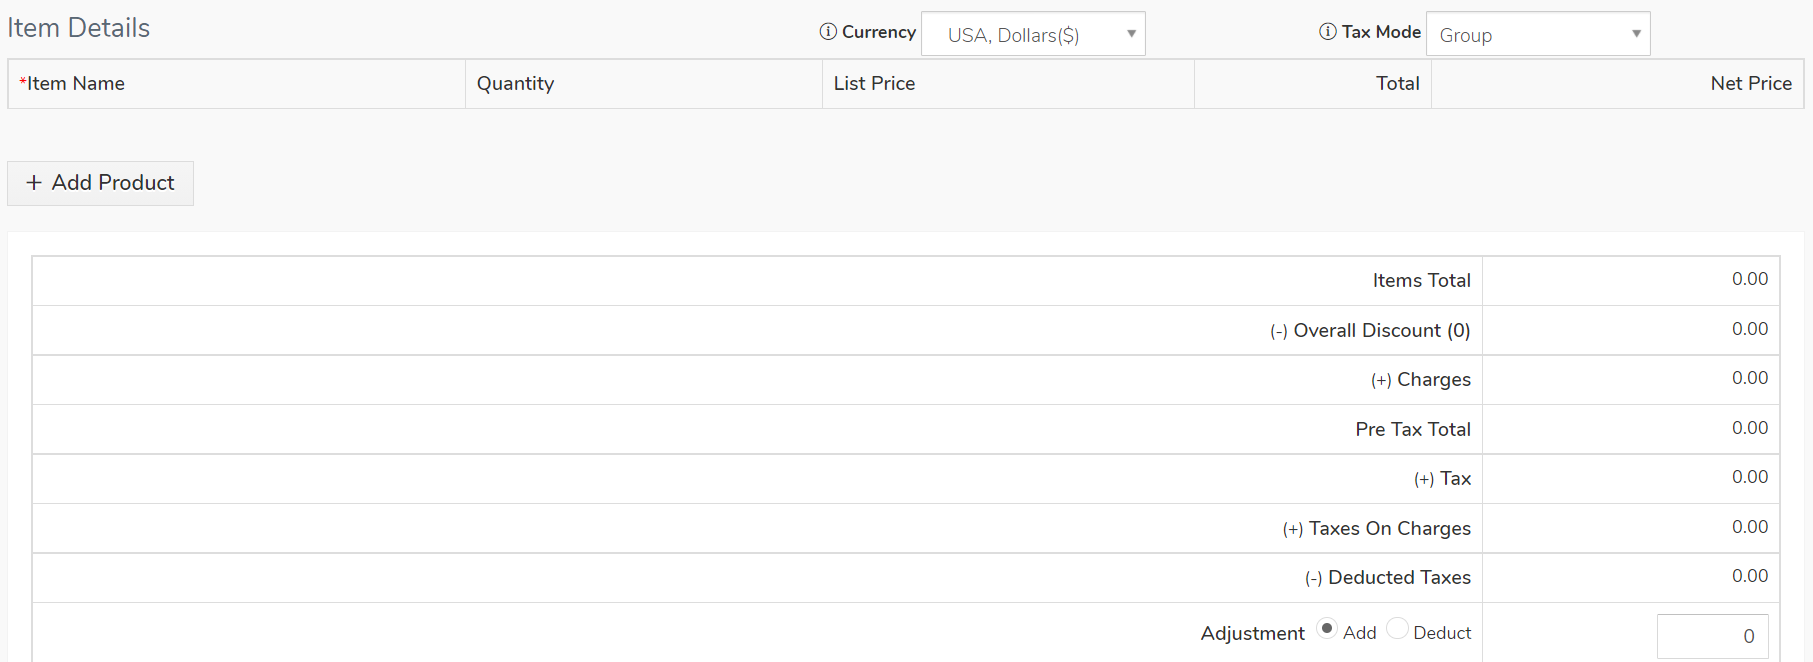 Item Details
Currency USA, Dollars($) Tax Mode Group
*Item Name Quantity List Price Total Net Price
+ Add Product
Items Total 0.00
(-) Overall Discount (0) 0.00
(+) Charges 0.00
Pre Tax Total 0.00
(+) Tax 0.00
(+) Taxes On Charges 0.00
(-) Deducted Taxes 0.00
Adjustment Add Deduct 0